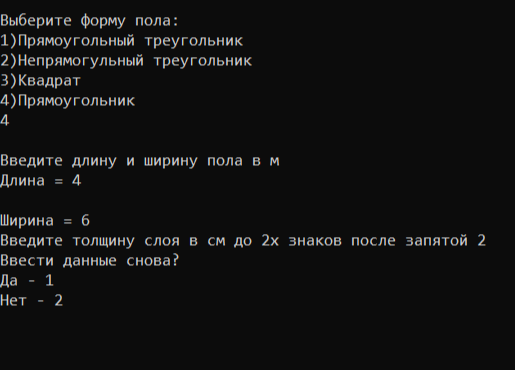 Выберите форму пола:
1)Прямоугольный треугольник
2)Непрямогульный треугольник
3)Квадрат
4)Прямоугольник
4
Введите длину и ширину пола в м
Длина = 4
Ширина = 6
Введите толщину слоя в см до 2х знаков после запятой 2
Ввести данные снова?
Да - 1
Нет - 2